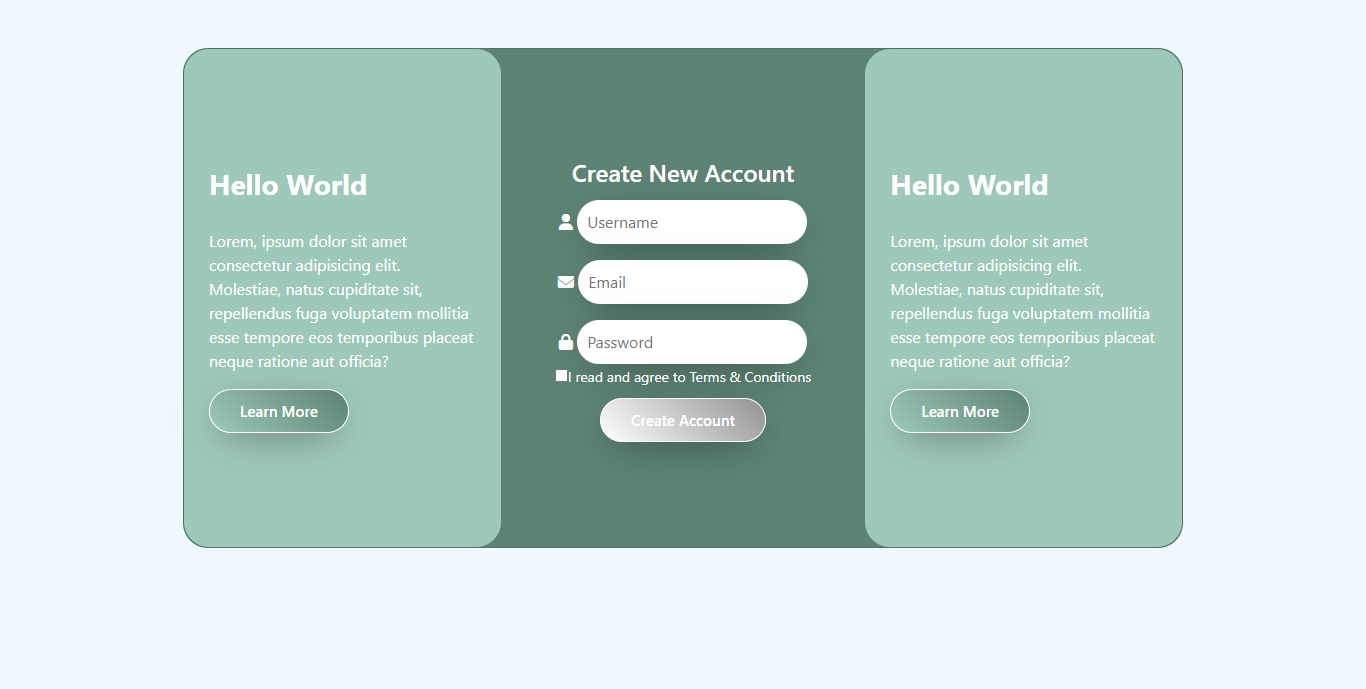 Hello World
Lorem, ipsum dolor sit amet
consectetur adipisicing elit.
Molestiae, natus cupiditate sit,
repellendus fuga voluptatem mollitia
esse tempore eos temporibus placeat
neque ratione aut officia?
Learn More
Create New Account
Username
Email
Password
I read and agree to Terms & Conditions
Create Account
Hello World
Lorem, ipsum dolor sit amet
consectetur adipisicing elit.
Molestiae, natus cupiditate sit,
repellendus fuga voluptatem mollitia
esse tempore eos temporibus placeat
neque ratione aut officia?
Learn More